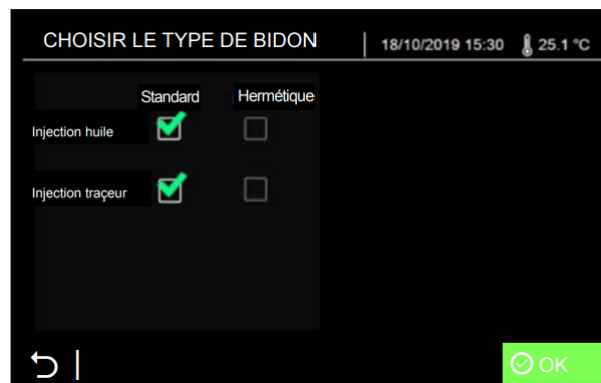 CHOISIR LE TYPE DE BIDON 18/10/2019 15:30 25.1 °C
Standard Hermétique
Injection huile
Injection traçeur
OK